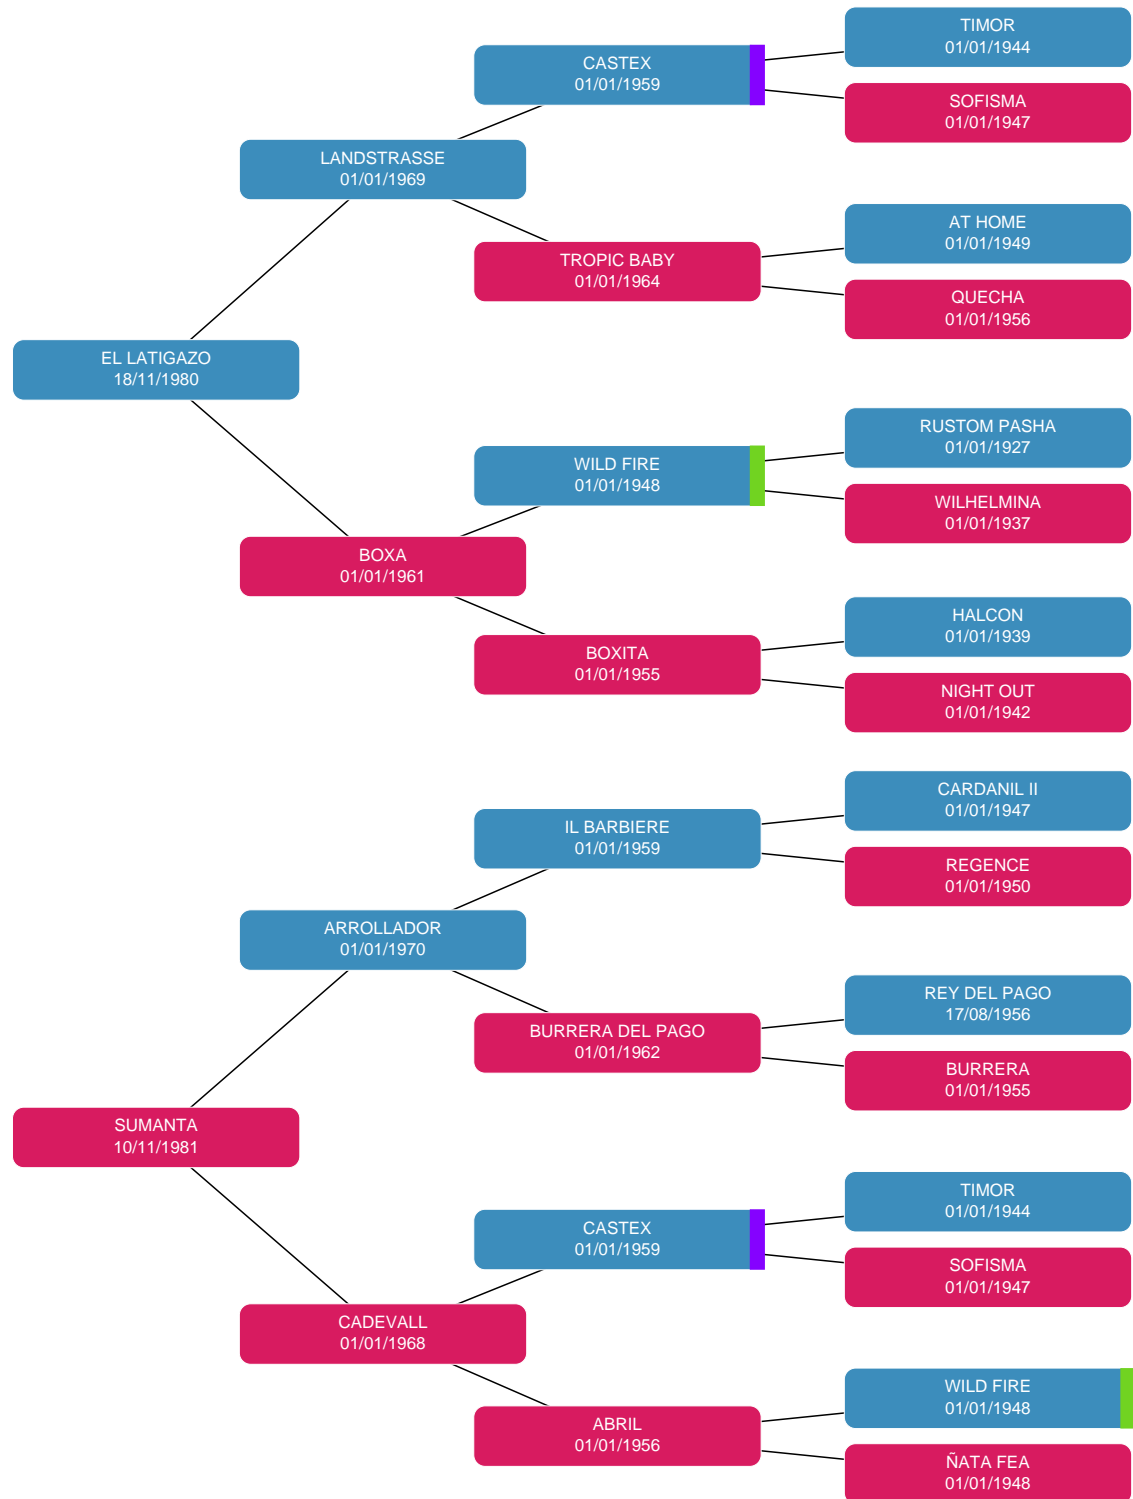 TIMOR
01/01/1944
CASTEX
01/01/1959
SOFISMA
01/01/1947
LANDSTRASSE
01/01/1969
AT HOME
01/01/1949
TROPIC BABY
01/01/1964
QUECHA
01/01/1956
EL LATIGAZO
18/11/1980
RUSTOM PASHA
01/01/1927
WILD FIRE
01/01/1948
WILHELMINA
01/01/1937
BOXA
01/01/1961
HALCON
01/01/1939
BOXITA
01/01/1955
NIGHT OUT
01/01/1942
CARDANIL II
01/01/1947
IL BARBIERE
01/01/1959
REGENCE
01/01/1950
ARROLLADOR
01/01/1970
REY DEL PAGO
17/08/1956
BURRERA DEL PAGO
01/01/1962
BURRERA
01/01/1955
SUMANTA
10/11/1981
TIMOR
01/01/1944
CASTEX
01/01/1959
SOFISMA
01/01/1947
CADEVALL
01/01/1968
WILD FIRE
01/01/1948
ABRIL
01/01/1956
ÑATA FEA
01/01/1948